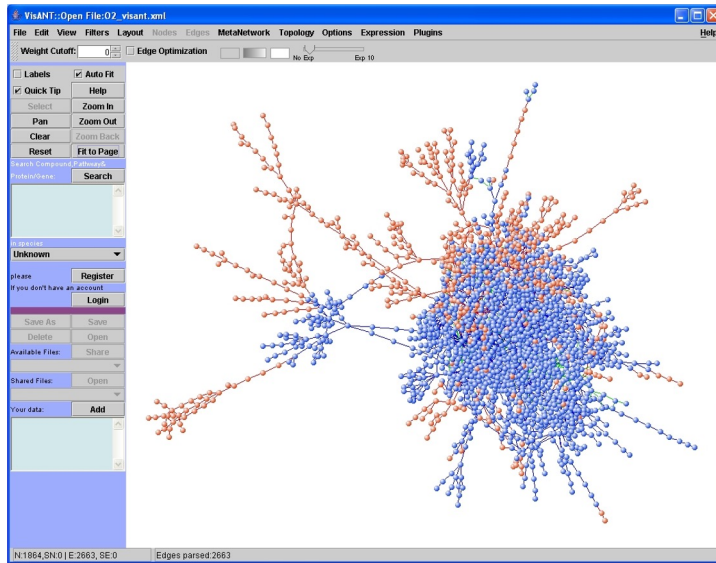 VisANT::Open File:O2_visant.xml
File Edit View Filters Layout Nodes Edges MetaNetwork Topology Options Expression Plugins Help
Weight Cutoff: 0 Edge Optimization No Exp Exp 10
Labels Auto Fit
Quick Tip Help
Select Zoom In
Pan Zoom Out
Clear Zoom Back
Reset Fit to Page
Search Compound,Pathway&
Protein/Gene: Search
in species
Unknown
please Register
If you don't have an account
Login
Save As Save
Delete Open
Available Files: Share
Shared Files: Open
Your data: Add
N:1864,SN:0 | E:2663, SE:0 Edges parsed:2663